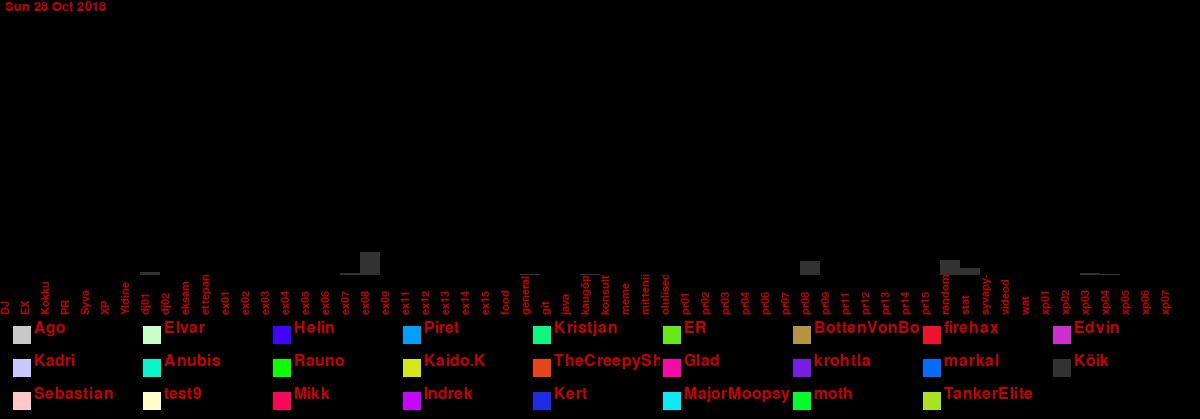 Sun 28 Oct 2018
DJ
EX
Kokku
PR
Syva
XP
Yldine
dj01
dj02
eksam
ettepan
ex01
ex02
ex03
ex04
ex05
ex06
ex07
ex08
ex09
ex11
ex12
ex13
ex14
ex15
food
general
git
java
kaugõp
konsult
meme
mittenii
olulised
pr01
pr02
pr03
pr04
pr06
pr07
pr08
pr09
pr11
pr12
pr13
pr14
pr15
random
stat
syvapy-
videod
wat
xp01
xp02
xp03
xp04
xp05
xp06
xp07
Ago Elvar Helin Piret Kristjan ER BottenVonBo firehax Edvin
Kadri Anubis Rauno Kaido.K TheCreepySh Glad krohtla markal Kõik
Sebastian test9 Mikk Indrek Kert MajorMoopsy moth TankerElite